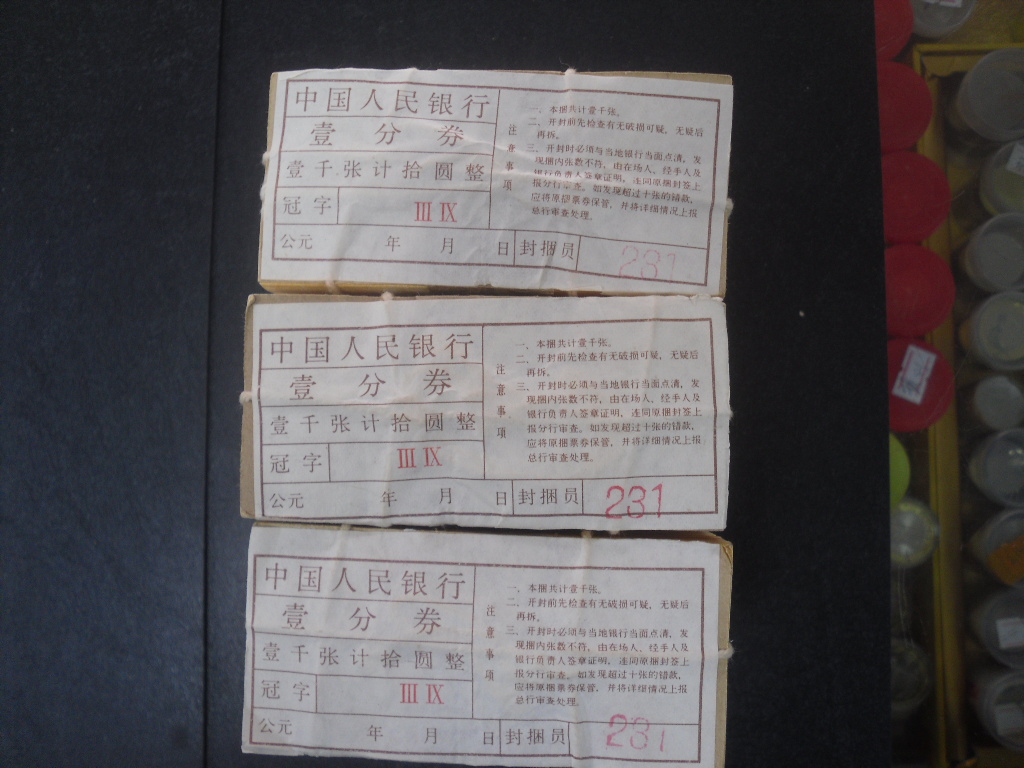 中国人民银行
壹 分 券
壹千张计拾圆整
冠字 Ⅲ Ⅸ
注意事项
一、本捆共计壹千张。
二、开封前先检查有无破损可疑，无疑后
再拆。
三、开封时必须与当地银行当面点清，发
现捆内张数不符，由在场人、经手人及
银行负责人签章证明，连同原捆封签上
报分行审查。如发现超过十张的错款，
应将原捆票券保管，并将详细情况上报
总行审查处理。
公元 年 月 日 封捆员 231
中国人民银行
壹 分 券
壹千张计拾圆整
冠字 Ⅲ Ⅸ
注意事项
一、本捆共计壹千张。
二、开封前先检查有无破损可疑，无疑后
再拆。
三、开封时必须与当地银行当面点清，发
现捆内张数不符，由在场人、经手人及
银行负责人签章证明，连同原捆封签上
报分行审查。如发现超过十张的错款，
应将原捆票券保管，并将详细情况上报
总行审查处理。
公元 年 月 日 封捆员 231
中国人民银行
壹 分 券
壹千张计拾圆整
冠字 Ⅲ Ⅸ
注意事项
一、本捆共计壹千张。
二、开封前先检查有无破损可疑，无疑后
再拆。
三、开封时必须与当地银行当面点清，发
现捆内张数不符，由在场人、经手人及
银行负责人签章证明，连同原捆封签上
报分行审查。如发现超过十张的错款，
应将原捆票券保管，并将详细情况上报
总行审查处理。
公元 年 月 日 封捆员 231